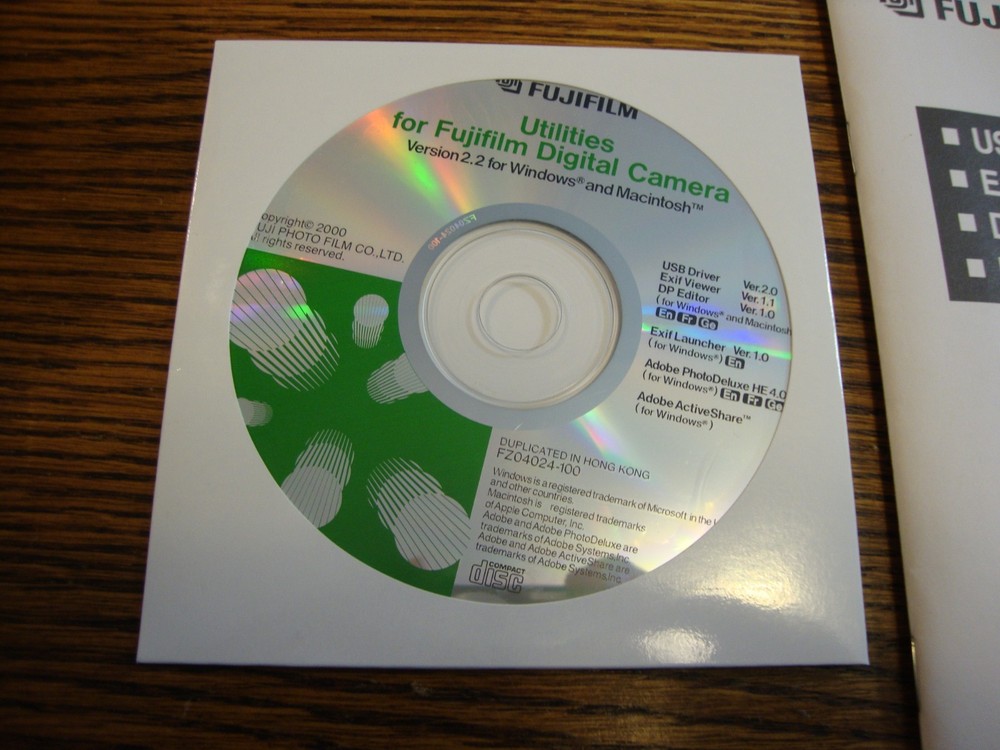 FUJIFILM
Utilities
for Fujifilm Digital Camera
Version2.2 for Windows® and Macintosh™
opyright© 2000
UJI PHOTO FILM CO.,LTD.
ll rights reserved.
FZ04024-100
USB Driver Ver.2.0
Exif Viewer Ver.1.1
DP Editor Ver.1.0
(for Windows® and Macintosh
En Fr Ge
Exif Launcher Ver.1.0
(for Windows®) En
Adobe PhotoDeluxe HE 4.0
(for Windows®) En Fr Ge
Adobe ActiveShare™
(for Windows®)
DUPLICATED IN HONG KONG
FZ04024-100
Windows is a registered trademark of Microsoft in the
and other countries.
Macintosh is registered trademarks
of Apple Computer, Inc.
Adobe and Adobe PhotoDeluxe are
trademarks of Adobe Systems,Inc.
Adobe and Adobe ActiveShare are
trademarks of Adobe Systems,Inc.
COMPACT
disc
FUJ
US
E